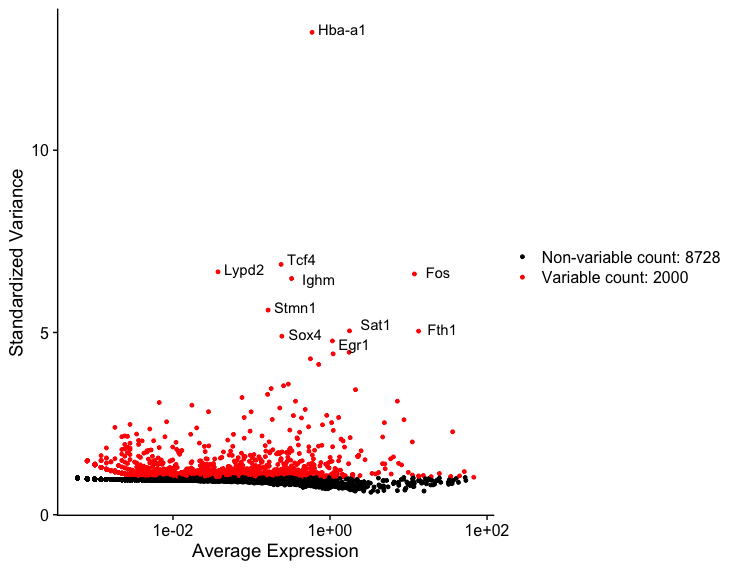 Hba-a1
10
Standardized Variance
Tcf4
Lypd2
Ighm
Fos
Non-variable count: 8728
Variable count: 2000
Stmn1
5
Sat1
Fth1
Sox4
Egr1
0
1e-02
1e+00
1e+02
Average Expression